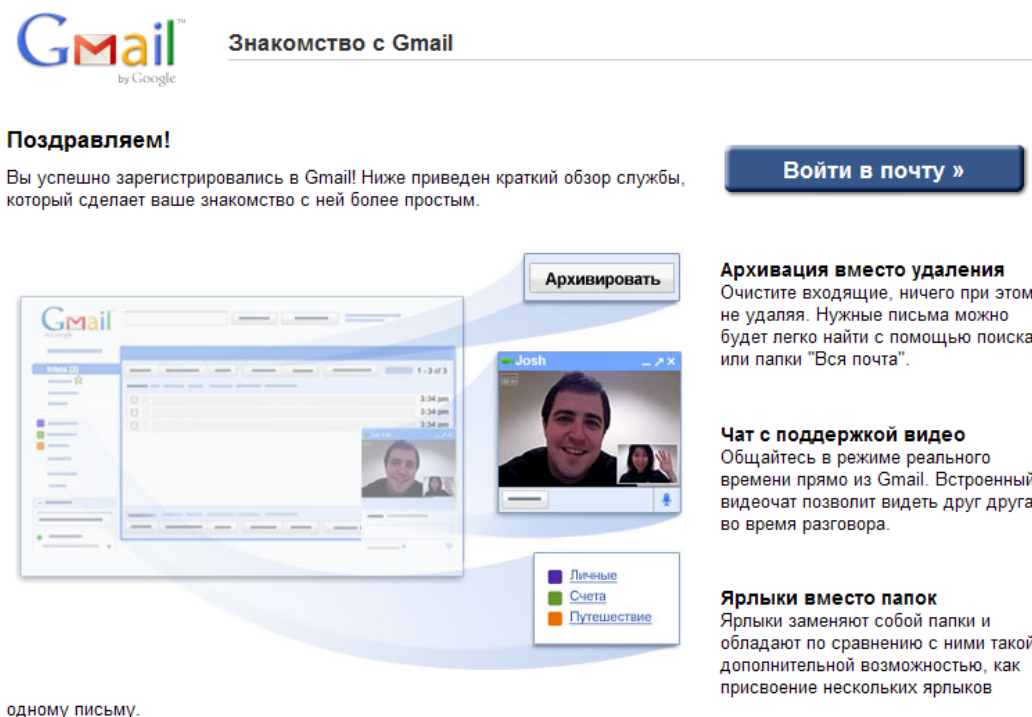 Gmail™
by Google
Знакомство с Gmail
Поздравляем!
Вы успешно зарегистрировались в Gmail! Ниже приведен краткий обзор службы,
который сделает ваше знакомство с ней более простым.
Войти в почту »
Архивировать
Gmail
by Google
Inbox (3)
1 - 3 of 3
3:34 pm
3:34 pm
3:34 pm
Josh
Личные
Счета
Путешествие
Архивация вместо удаления
Очистите входящие, ничего при этом
не удаляя. Нужные письма можно
будет легко найти с помощью поиска
или папки "Вся почта".
Чат с поддержкой видео
Общайтесь в режиме реального
времени прямо из Gmail. Встроенный
видеочат позволит видеть друг друга
во время разговора.
Ярлыки вместо папок
Ярлыки заменяют собой папки и
обладают по сравнению с ними такой
дополнительной возможностью, как
присвоение нескольких ярлыков
одному письму.